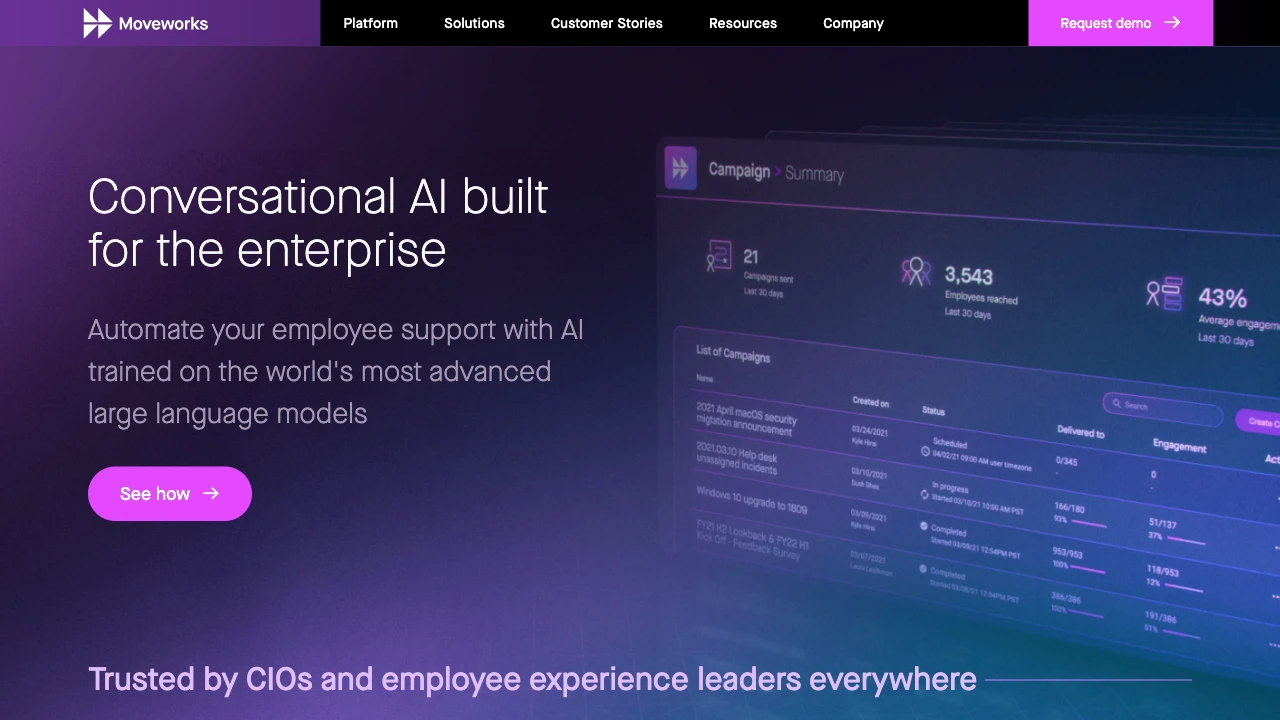 Moveworks
Platform
Solutions
Customer Stories
Resources
Company
Request demo
Conversational AI built
for the enterprise
Automate your employee support with AI
trained on the world's most advanced
large language models
See how
Campaign > Summary
21
Campaigns sent
Last 30 days
3,543
Employees reached
Last 30 days
43%
Average engagem
Last 30 days
List of Campaigns
Search
Create C
Name
Created on
Status
Delivered to
Engagement
Act
2021 April macOS security
migtation announcement
03/24/2021
Kyle Hirai
Scheduled
04/02/21 09:00 AM user timezone
0/345
-
0
-
2021.03.10 Help desk
unassigned incidents
03/10/2021
Sush Shes
In progress
Started 03/10/21 10:00 AM PST
166/180
93%
51/137
37%
Windows 10 upgrade to 1809
03/09/2021
Kyle Hirai
Completed
Started 03/09/21 12:54PM PST
953/953
100%
118/953
12%
FY21 H2 Lookback & FY22 H1
Kick Off - Feedback Survey
03/07/2021
Completed
Started 03/08/21 12:54PM PST
386/386
100%
191/386
51%
Trusted by CIOs and employee experience leaders everywhere